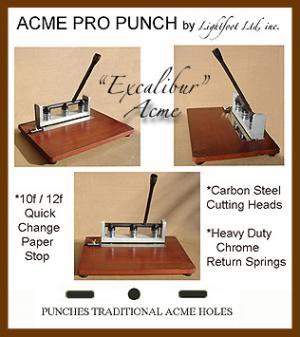 ACME PRO PUNCH by Lightfoot Ltd, inc.
"Excalibur"
Acme
*10f / 12f
Quick
Change
Paper
Stop
*Carbon Steel
Cutting Heads
*Heavy Duty
Chrome
Return Springs
PUNCHES TRADITIONAL ACME HOLES